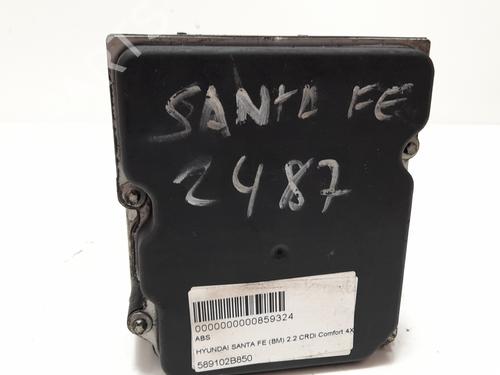 SANTA FE
2487
0000000000859324
ABS
HYUNDAI SANTA FE (BM) 2.2 CRDi Comfort 4X
589102B850